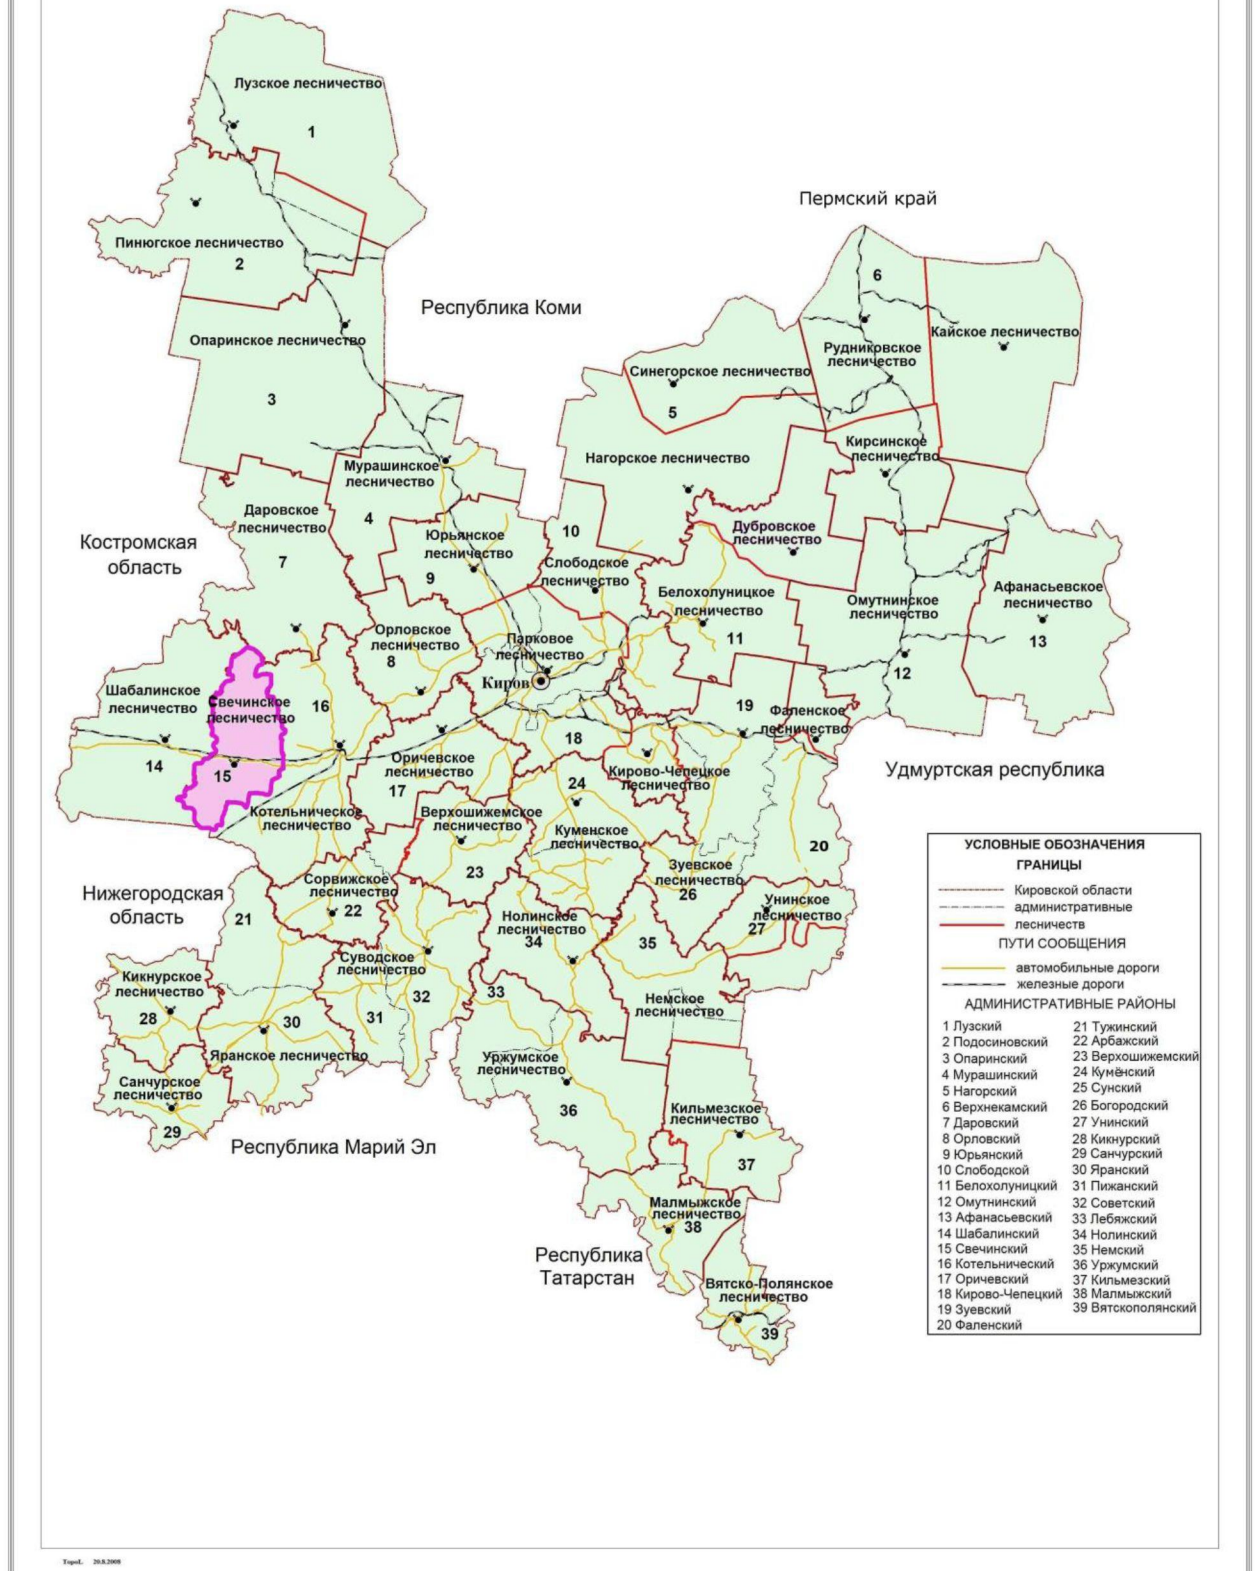 Лузское лесничество
1
Пермский край
Пинюгское лесничество
2
6
Республика Коми
Опаринское лесничество
Кайское лесничество
Рудниковское
лесничество
Синегорское лесничество
3
5
Кирсинское
лесничество
Нагорское лесничество
Мурашинское
лесничество
Даровское
лесничество
4
10
Дубровское
лесничество
Юрьянское
лесничество
Костромская
область
7
9
Слободское
лесничество
Белохолуницкое
лесничество
Омутнинское
лесничество
Афанасьевское
лесничество
Орловское
лесничество
8
Парковое
лесничество
11
13
12
Киров
Шабалинское
лесничество
Свечинское
лесничество
16
19
Фаленское
лесничество
18
14
15
Оричевское
лесничество
17
24
Кирово-Чепецкое
лесничество
Удмуртская республика
Котельническое
лесничество
Верхошижемское
лесничество
Куменское
лесничество
20
Зуевское
лесничество
26
23
Сорвижское
лесничество
22
Нижегородская
область
21
Нолинское
лесничество
34
Унинское
лесничество
27
35
Суводское
лесничество
Кикнурское
лесничество
28
32
33
30
31
Немское
лесничество
Яранское лесничество
Уржумское
лесничество
Санчурское
лесничество
29
36
Кильмезское
лесничество
37
Республика Марий Эл
Малмыжское
лесничество
38
Республика
Татарстан
Вятско-Полянское
лесничество
39
УСЛОВНЫЕ ОБОЗНАЧЕНИЯ
ГРАНИЦЫ
Кировской области
административные
лесничеств
ПУТИ СООБЩЕНИЯ
автомобильные дороги
железные дороги
АДМИНИСТРАТИВНЫЕ РАЙОНЫ
1 Лузский
2 Подосиновский
3 Опаринский
4 Мурашинский
5 Нагорский
6 Верхнекамский
7 Даровский
8 Орловский
9 Юрьянский
10 Слободской
11 Белохолуницкий
12 Омутнинский
13 Афанасьевский
14 Шабалинский
15 Свечинский
16 Котельнический
17 Оричевский
18 Кирово-Чепецкий
19 Зуевский
20 Фаленский
21 Тужинский
22 Арбажский
23 Верхошижемский
24 Кумёнский
25 Сунский
26 Богородский
27 Унинский
28 Кикнурский
29 Санчурский
30 Яранский
31 Пижанский
32 Советский
33 Лебяжский
34 Нолинский
35 Немский
36 Уржумский
37 Кильмезский
38 Малмыжский
39 Вятскополянский
TopoL 20.8.2008